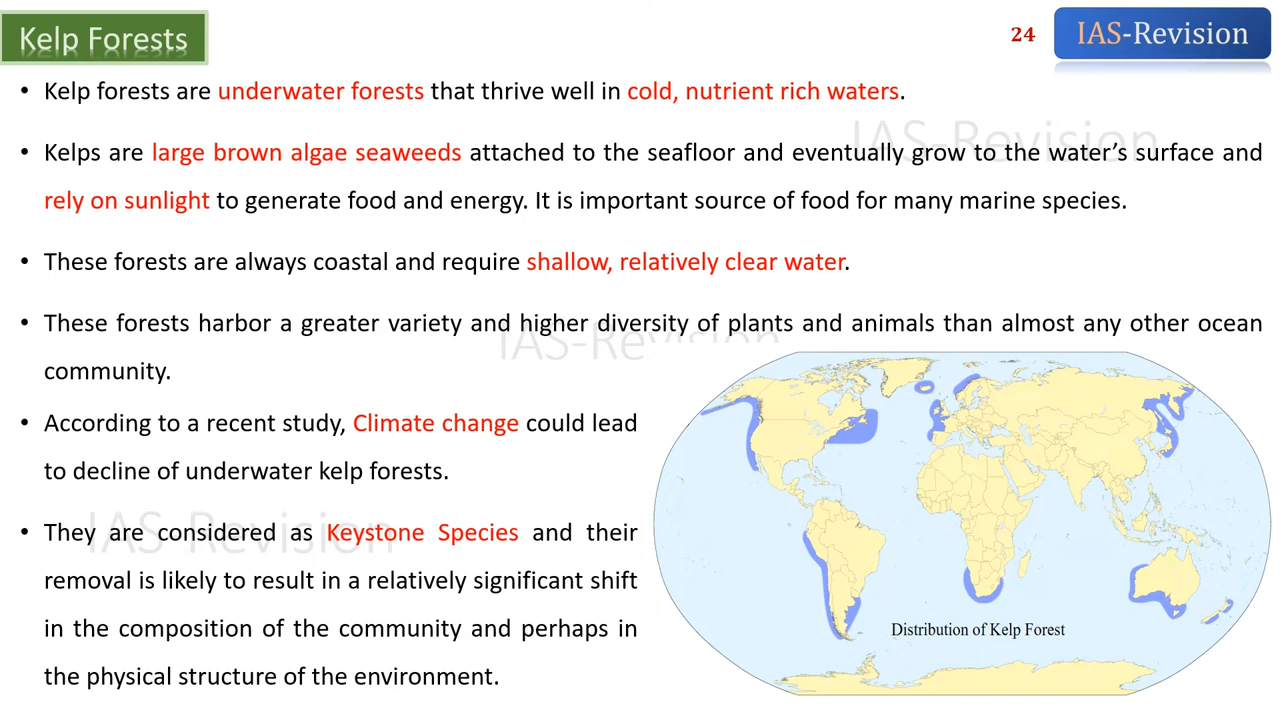 Kelp Forests
24
IAS-Revision
• Kelp forests are underwater forests that thrive well in cold, nutrient rich waters.
• Kelps are large brown algae seaweeds attached to the seafloor and eventually grow to the water’s surface and
rely on sunlight to generate food and energy. It is important source of food for many marine species.
• These forests are always coastal and require shallow, relatively clear water.
• These forests harbor a greater variety and higher diversity of plants and animals than almost any other ocean
community.
• According to a recent study, Climate change could lead
to decline of underwater kelp forests.
• They are considered as Keystone Species and their
removal is likely to result in a relatively significant shift
in the composition of the community and perhaps in
the physical structure of the environment.
Distribution of Kelp Forest
IAS-Revision
IAS-Revision
IAS-Revision